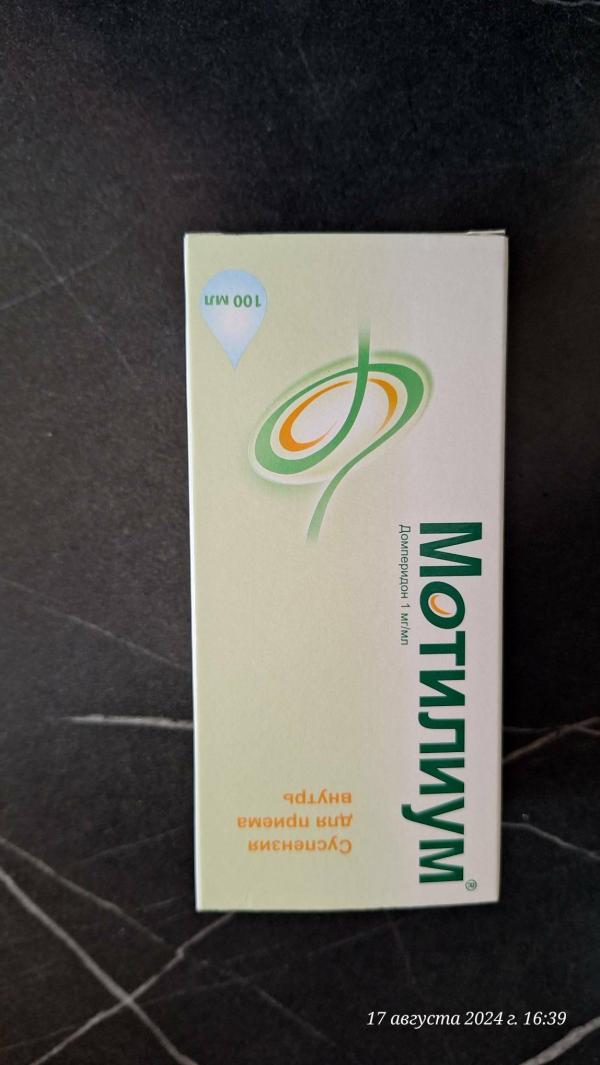 Мотилиум®
Домперидон 1 мг/мл
Суспензия
для приема
внутрь
100 мл
17 августа 2024 г. 16:39